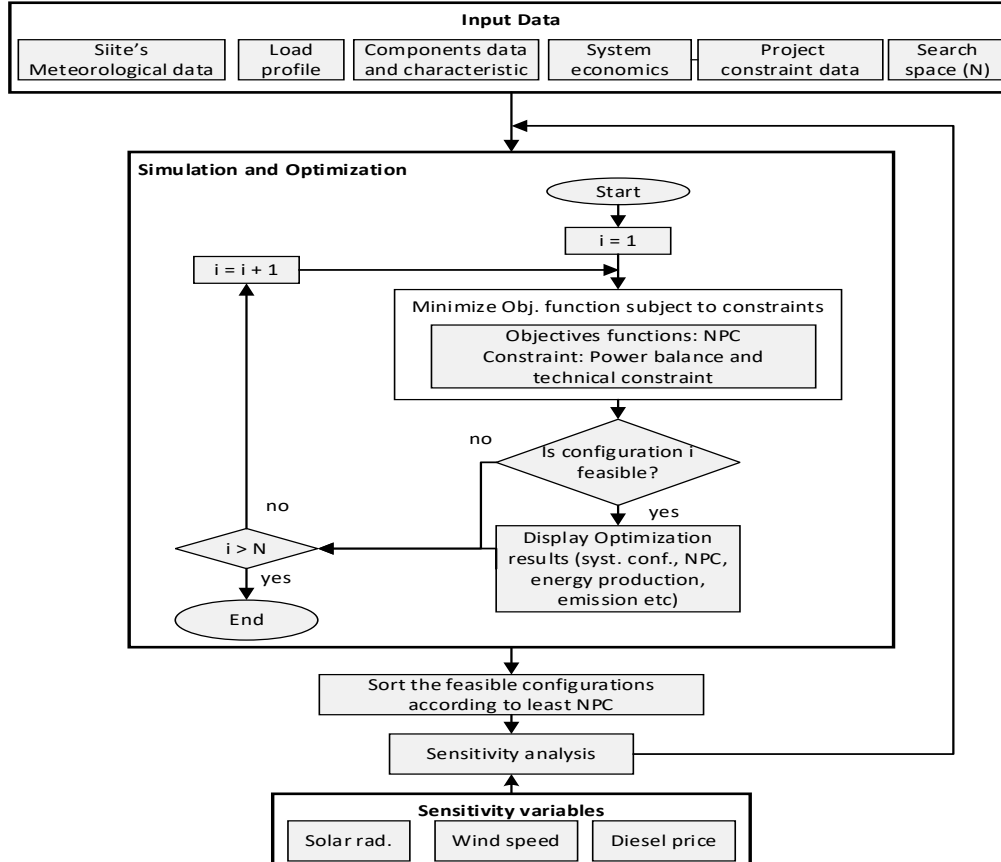 Input Data
Siite's
Meteorological data
Load
profile
Components data
and characteristic
System
economics
Project
constraint data
Search
space (N)
Simulation and Optimization
Start
i = 1
i = i + 1
Minimize Obj. function subject to constraints
Objectives functions: NPC
Constraint: Power balance and
technical constraint
no
Is configuration i
feasible?
yes
no
Display Optimization
results (syst. conf., NPC,
energy production,
emission etc)
i > N
yes
End
Sort the feasible configurations
according to least NPC
Sensitivity analysis
Sensitivity variables
Solar rad.
Wind speed
Diesel price